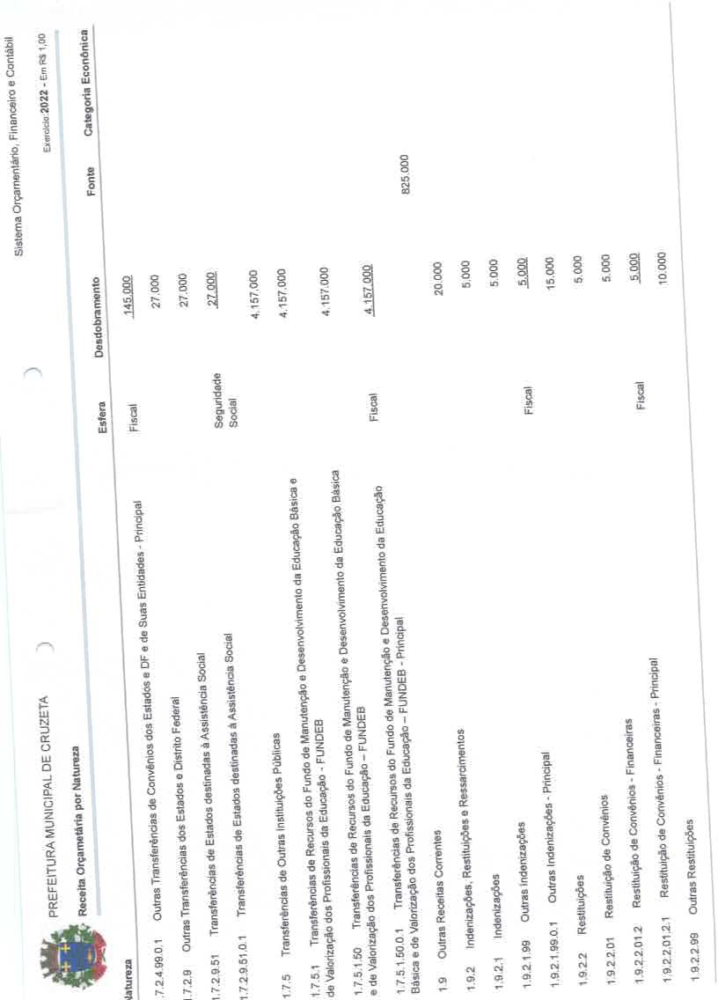 Sistema Orçamentário, Financeiro e Contábil
PREFEITURA MUNICIPAL DE CRUZETA Exercício:2022 - Em R$ 1,00
Receita Orçametária por Natureza
Natureza Esfera Desdobramento Fonte Categoria Econônica
.7.2.4.99.0.1 Outras Transferências de Convênios dos Estados e DF e de Suas Entidades - Principal Fiscal 145.000
1.7.2.9 Outras Transferências dos Estados e Distrito Federal 27.000
1.7.2.9.51 Transferências de Estados destinadas à Assistência Social 27.000
1.7.2.9.51.0.1 Transferências de Estados destinadas à Assistência Social Seguridade 27.000
Social
1.7.5 Transferências de Outras Instituições Públicas 4.157.000
1.7.5.1 Transferências de Recursos do Fundo de Manutenção e Desenvolvimento da Educação Básica e 4.157.000
de Valorização dos Profissionais da Educação - FUNDEB
1.7.5.1.50 Transferências de Recursos do Fundo de Manutenção e Desenvolvimento da Educação Básica 4.157.000
e de Valorização dos Profissionais da Educação – FUNDEB
1.7.5.1.50.0.1 Transferências de Recursos do Fundo de Manutenção e Desenvolvimento da Educação Fiscal 4.157.000
Básica e de Valorização dos Profissionais da Educação – FUNDEB - Principal
1.9 Outras Receitas Correntes 825.000
1.9.2 Indenizações, Restituições e Ressarcimentos 20.000
1.9.2.1 Indenizações 5.000
1.9.2.1.99 Outras Indenizações 5.000
1.9.2.1.99.0.1 Outras Indenizações - Principal Fiscal 5.000
1.9.2.2 Restituições 15.000
1.9.2.2.01 Restituição de Convênios 5.000
1.9.2.2.01.2 Restituição de Convênios - Financeiras 5.000
1.9.2.2.01.2.1 Restituição de Convênios - Financeiras - Principal Fiscal 5.000
1.9.2.2.99 Outras Restituições 10.000